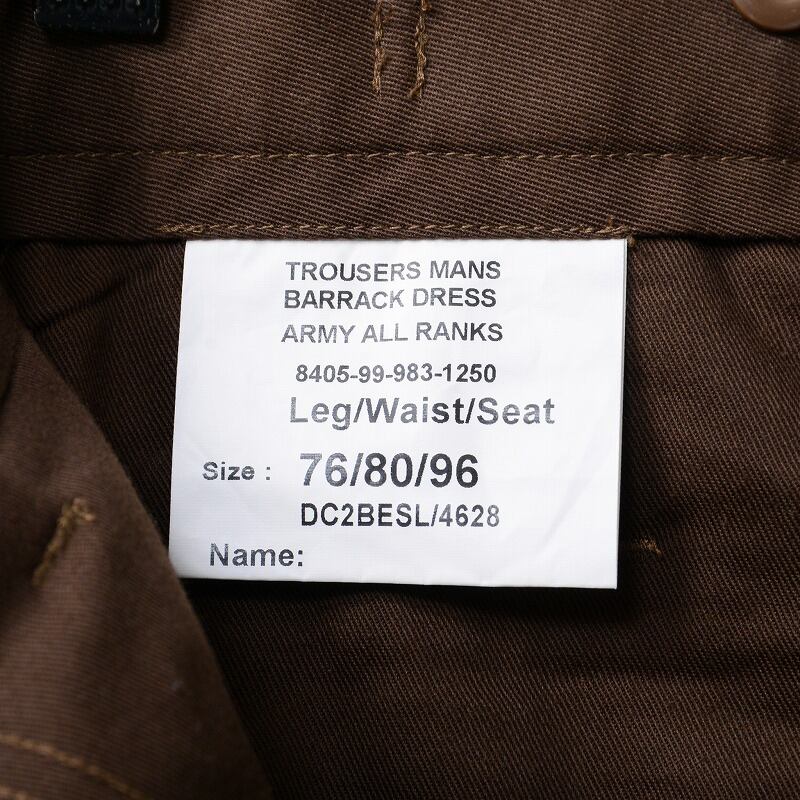 TROUSERS MANS
BARRACK DRESS
ARMY ALL RANKS
8405-99-983-1250
Leg/Waist/Seat
Size : 76/80/96
DC2BESL/4628
Name: